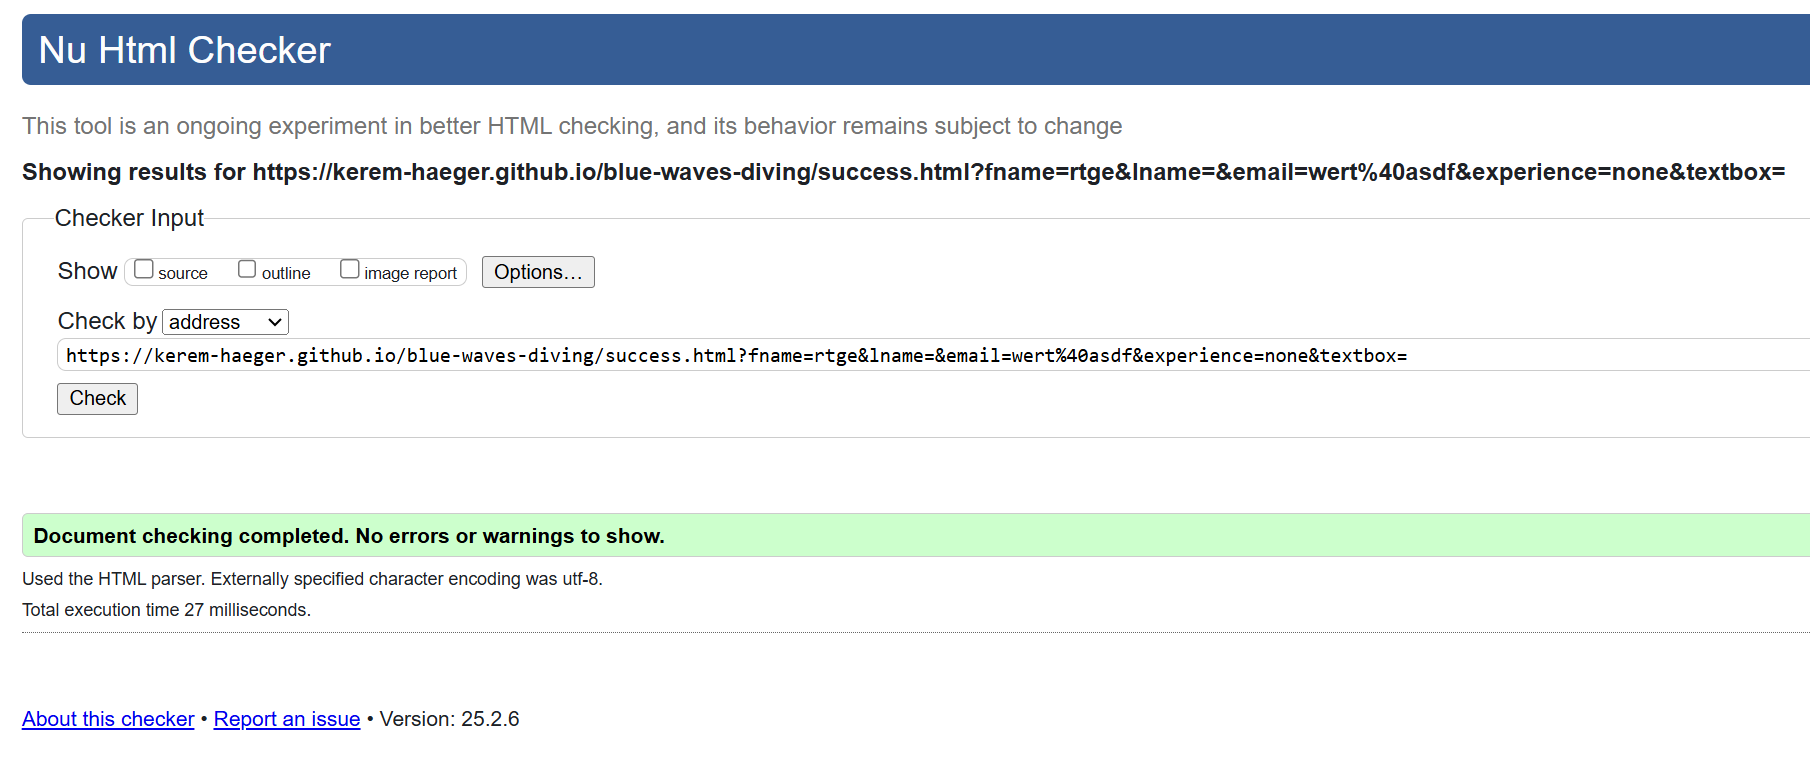 Nu Html Checker
This tool is an ongoing experiment in better HTML checking, and its behavior remains subject to change
Showing results for https://kerem-haeger.github.io/blue-waves-diving/success.html?fname=rtge&lname=&email=wert%40asdf&experience=none&textbox=
Checker Input
Show source outline image report Options...
Check by address
https://kerem-haeger.github.io/blue-waves-diving/success.html?fname=rtge&lname=&email=wert%40asdf&experience=none&textbox=
Check
Document checking completed. No errors or warnings to show.
Used the HTML parser. Externally specified character encoding was utf-8.
Total execution time 27 milliseconds.
About this checker • Report an issue • Version: 25.2.6